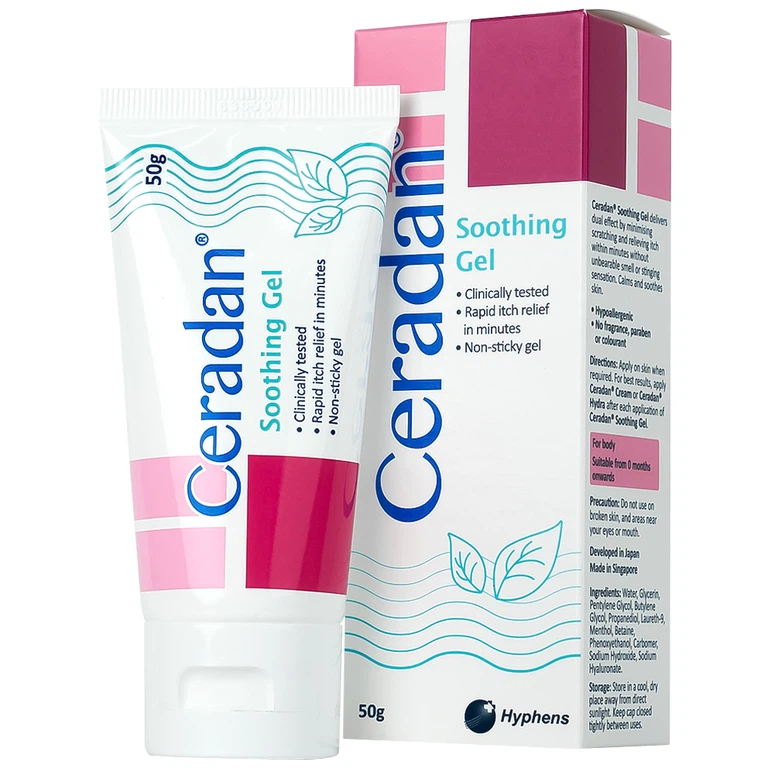 50g
Ceradan®
Soothing Gel
• Clinically tested
• Rapid itch relief in minutes
• Non-sticky gel
Ceradan®
Soothing
Gel
• Clinically tested
• Rapid itch relief
in minutes
• Non-sticky gel
50g
Hyphens
Ceradan® Soothing Gel delivers
dual effect by minimising
scratching and relieving itch
within minutes without
unbearable smell or stinging
sensation. Calms and soothes
skin.
• Hypoallergenic
• No fragrance, paraben
or colourant
Directions: Apply on skin when
required. For best results, apply
Ceradan® Cream or Ceradan®
Hydra after each application of
Ceradan® Soothing Gel.
For body
Suitable from 0 months
onwards
Precaution: Do not use on
broken skin, and areas near
your eyes or mouth.
Developed in Japan
Made in Singapore
Ingredients: Water, Glycerin,
Pentylene Glycol, Butylene
Glycol, Propanediol, Laureth-9,
Menthol, Betaine,
Phenoxyethanol, Carbomer,
Sodium Hydroxide, Sodium
Hyaluronate.
Storage: Store in a cool, dry
place away from direct
sunlight. Keep cap closed
tightly between uses.